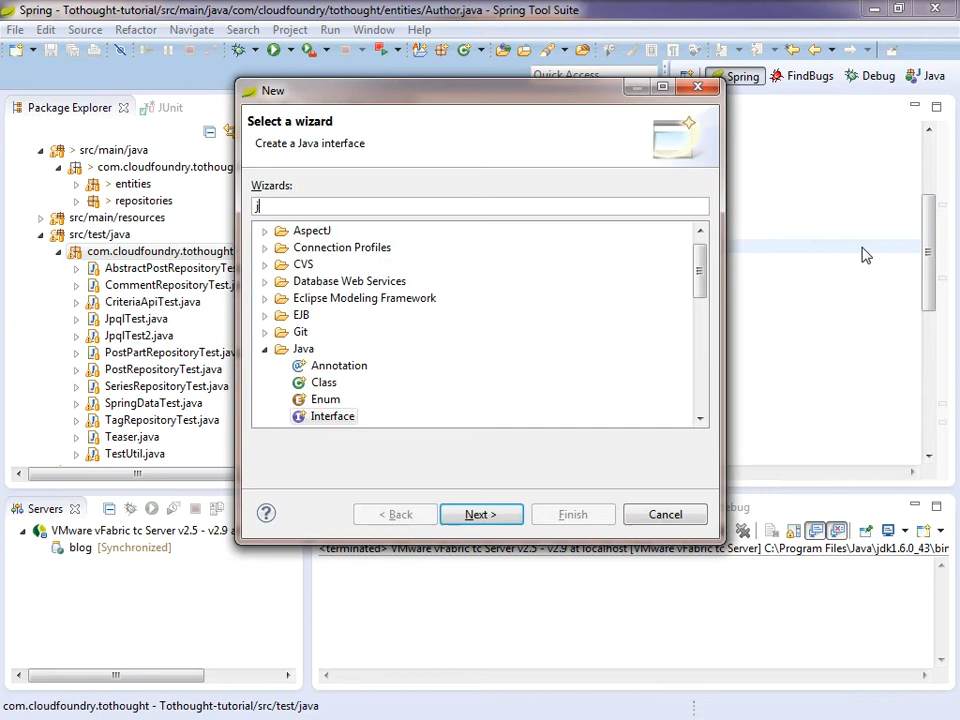 Spring - Tothought-tutorial/src/main/java/com/cloudfoundry/tothought/entities/Author.java - Spring Tool Suite
File Edit Source Refactor Navigate Search Project Run Window Help
Quick Access
Spring FindBugs Debug Java
Package Explorer JUnit
> src/main/java
> com.cloudfoundry.tothoug
> entities
> repositories
src/main/resources
src/test/java
com.cloudfoundry.tothought
AbstractPostRepositoryTe
CommentRepositoryTest.
CriteriaApiTest.java
JpqlTest.java
JpqlTest2.java
PostPartRepositoryTest.jav
PostRepositoryTest.java
SeriesRepositoryTest.java
SpringDataTest.java
TagRepositoryTest.java
Teaser.java
TestUtil.java
New
Select a wizard
Create a Java interface
Wizards:
j
AspectJ
Connection Profiles
CVS
Database Web Services
Eclipse Modeling Framework
EJB
Git
Java
Annotation
Class
Enum
Interface
< Back Next > Finish Cancel
Servers
VMware vFabric tc Server v2.5 - v2.9
blog [Synchronized]
ebug
<terminated> VMware vFabric tc Server v2.5 - v2.9 at localhost [VMware vFabric tc Server] C:\Program Files\Java\jdk1.6.0_43\bin
com.cloudfoundry.tothought - Tothought-tutorial/src/test/java